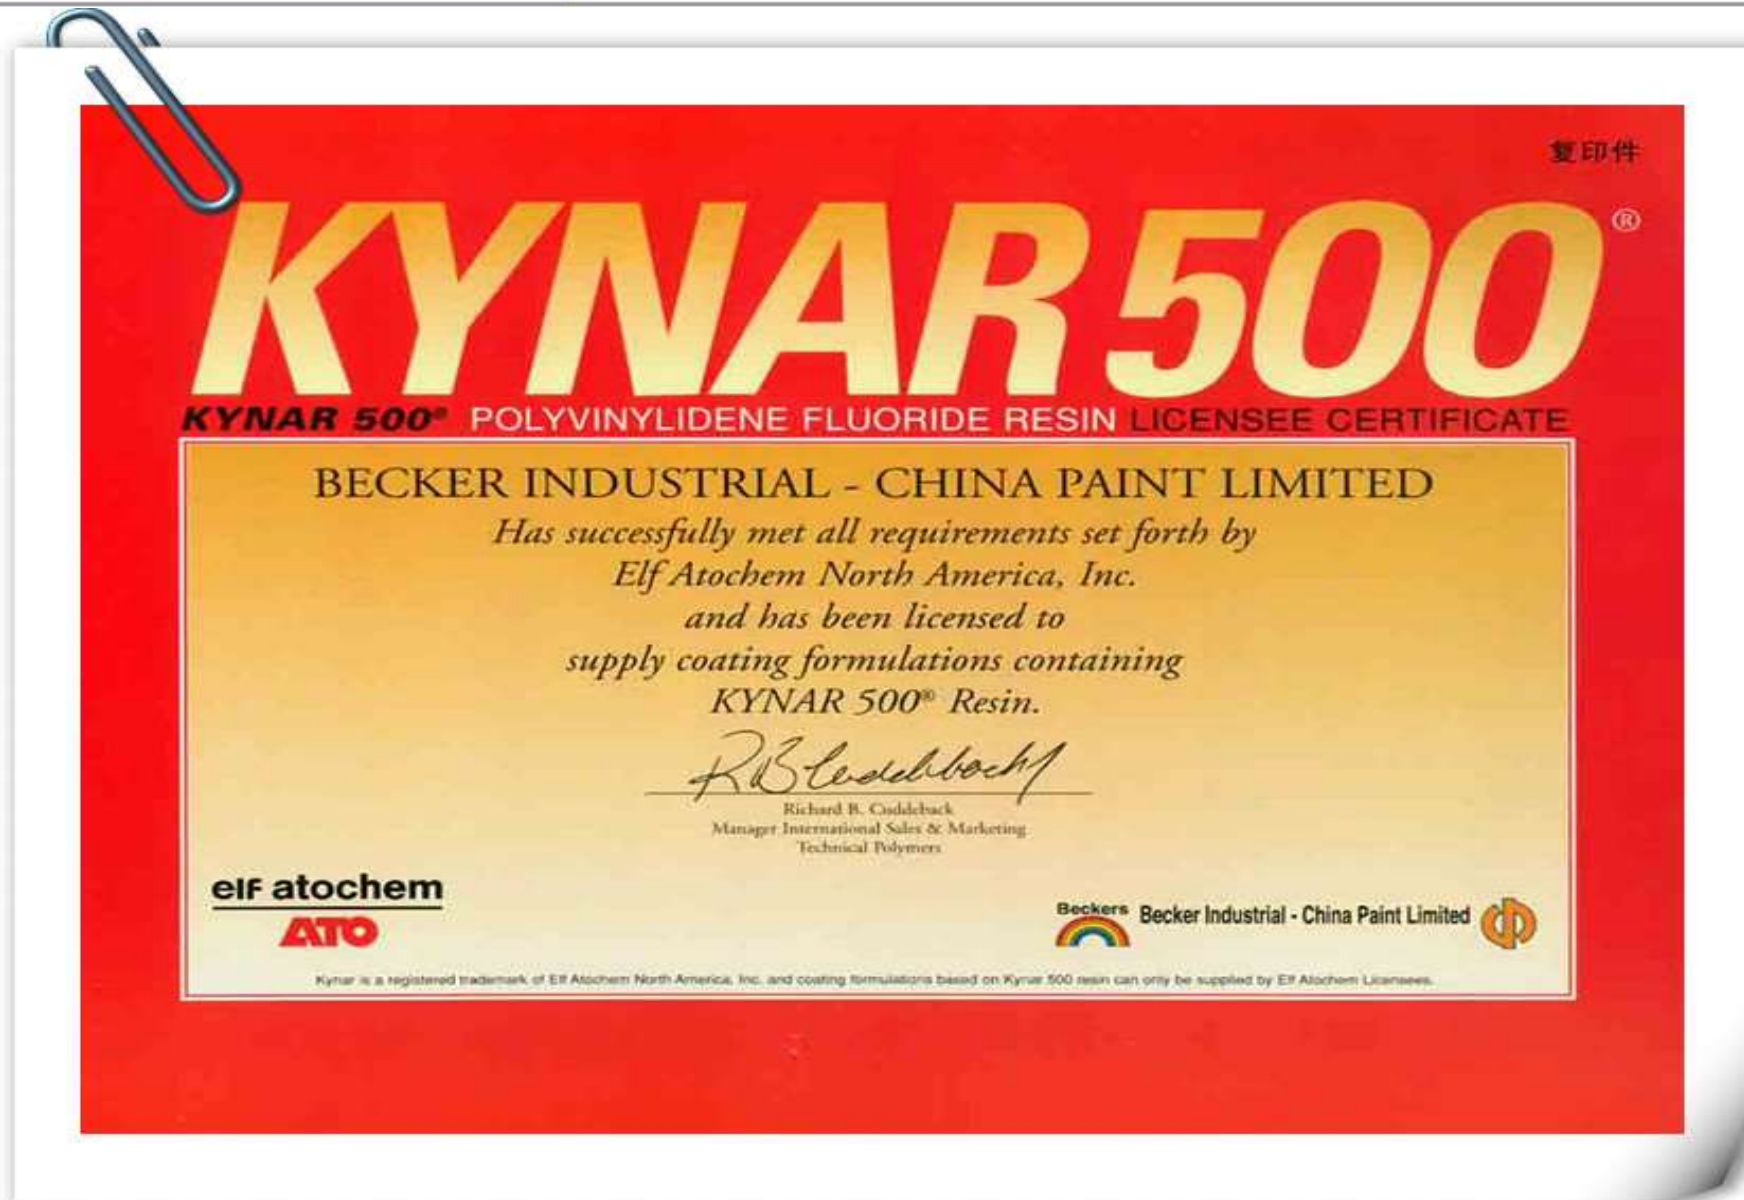 复印件
KYNAR 500®
KYNAR 500® POLYVINYLIDENE FLUORIDE RESIN LICENSEE CERTIFICATE
BECKER INDUSTRIAL - CHINA PAINT LIMITED
Has successfully met all requirements set forth by
Elf Atochem North America, Inc.
and has been licensed to
supply coating formulations containing
KYNAR 500® Resin.
Richard B. Cuddeback
Manager International Sales & Marketing
Technical Polymers
elf atochem
ATO
Beckers Becker Industrial - China Paint Limited
Kynar is a registered trademark of Elf Atochem North America, Inc. and coating formulations based on Kynar 500 resin can only be supplied by Elf Atochem Licensees.